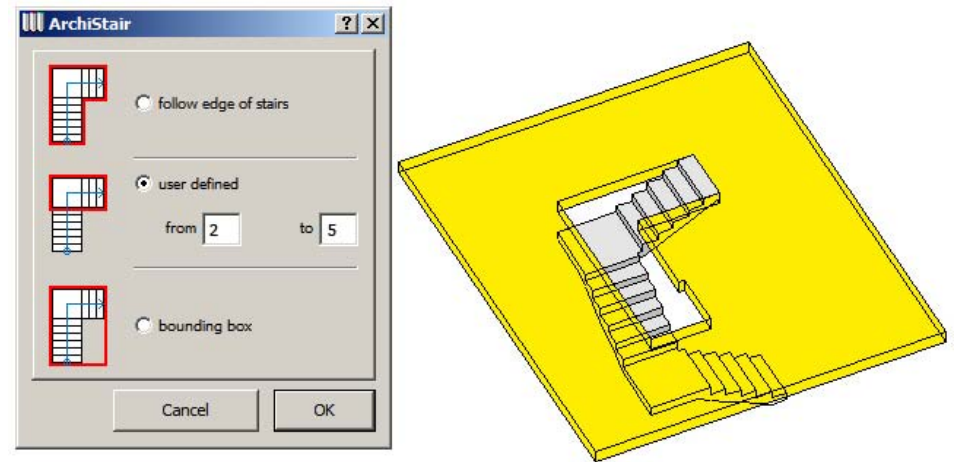 ArchiStair
follow edge of stairs
user defined
from 2 to 5
bounding box
Cancel OK